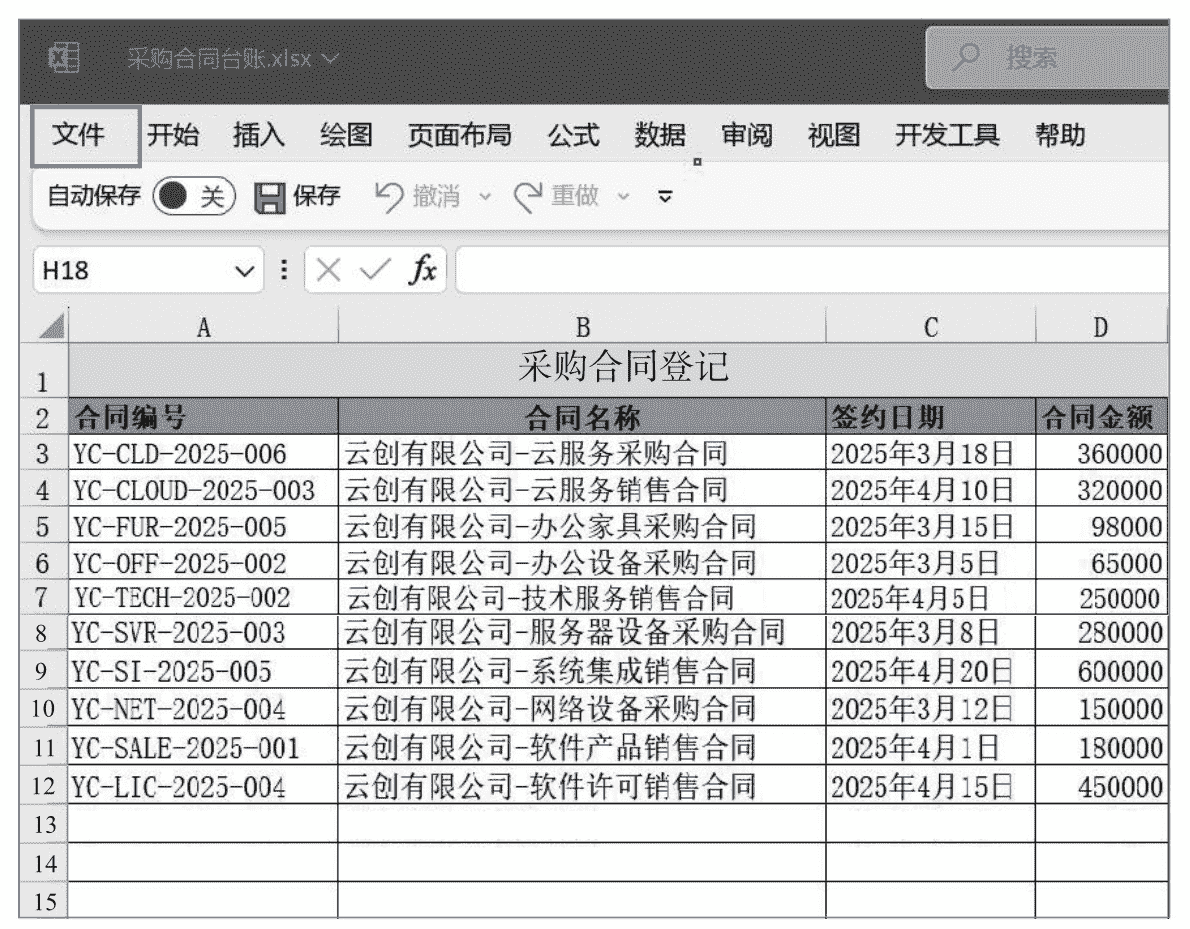 采购合同台账.xlsx 搜索
文件 开始 插入 绘图 页面布局 公式 数据 审阅 视图 开发工具 帮助
自动保存 关 保存 撤消 重做
H18 fx
A B C D
1 采购合同登记
2 合同编号 合同名称 签约日期 合同金额
3 YC-CLD-2025-006 云创有限公司-云服务采购合同 2025年3月18日 360000
4 YC-CLOUD-2025-003 云创有限公司-云服务销售合同 2025年4月10日 320000
5 YC-FUR-2025-005 云创有限公司-办公家具采购合同 2025年3月15日 98000
6 YC-OFF-2025-002 云创有限公司-办公设备采购合同 2025年3月5日 65000
7 YC-TECH-2025-002 云创有限公司-技术服务销售合同 2025年4月5日 250000
8 YC-SVR-2025-003 云创有限公司-服务器设备采购合同 2025年3月8日 280000
9 YC-SI-2025-005 云创有限公司-系统集成销售合同 2025年4月20日 600000
10 YC-NET-2025-004 云创有限公司-网络设备采购合同 2025年3月12日 150000
11 YC-SALE-2025-001 云创有限公司-软件产品销售合同 2025年4月1日 180000
12 YC-LIC-2025-004 云创有限公司-软件许可销售合同 2025年4月15日 450000
13
14
15